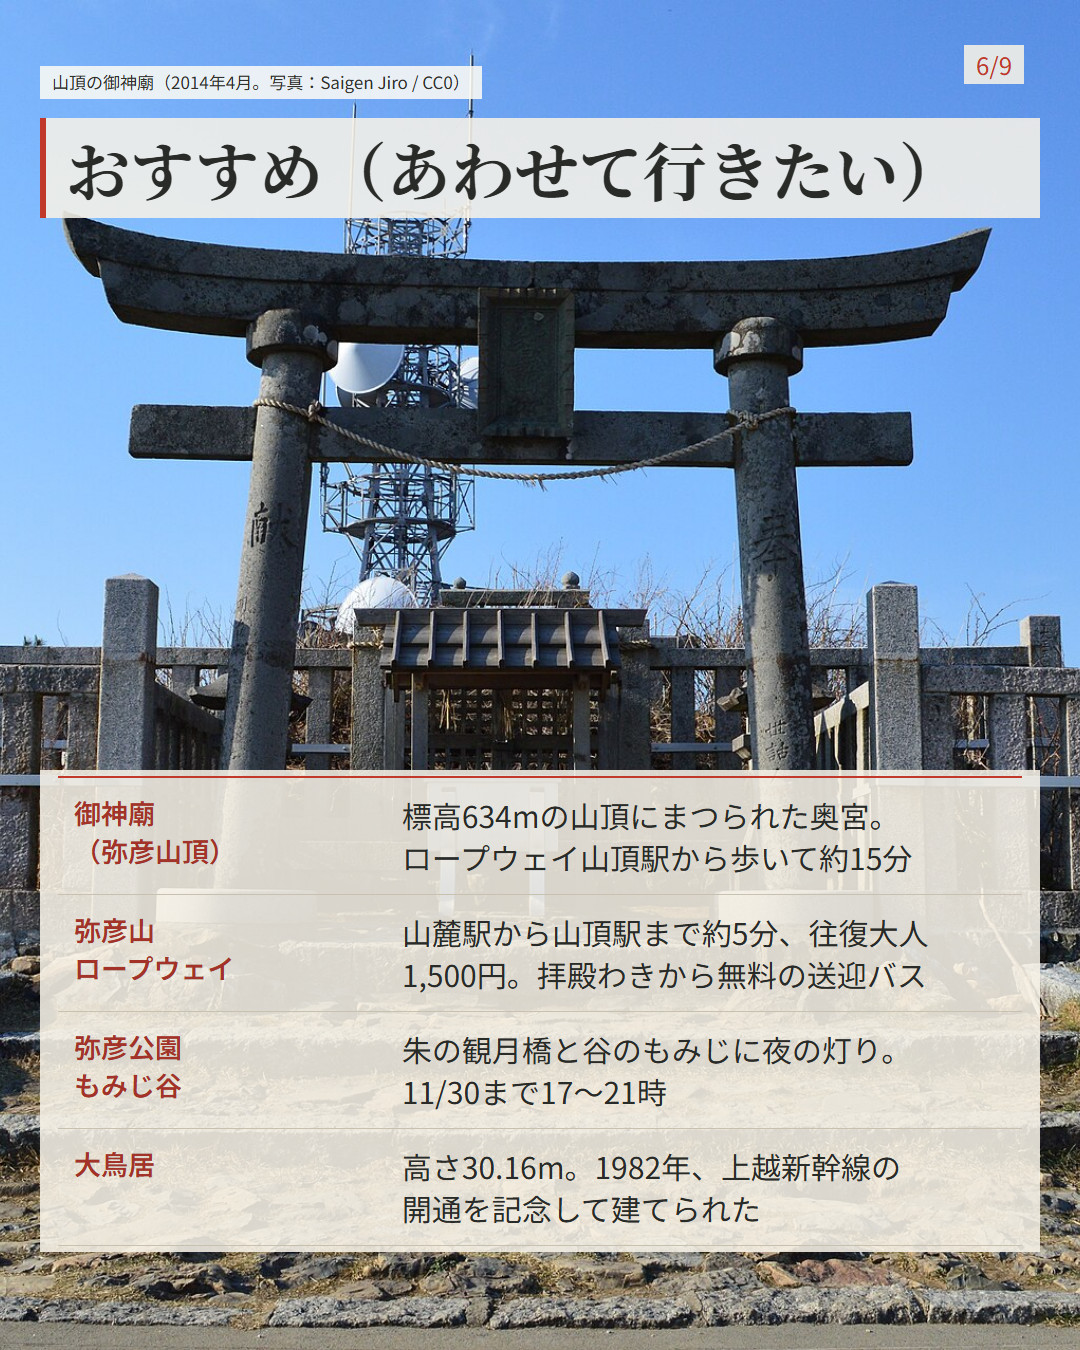 山頂の御神廟（2014年4月。写真：Saigen Jiro / CC0）
6/9
おすすめ（あわせて行きたい）
献
奉
御神廟
（弥彦山頂）
標高634mの山頂にまつられた奥宮。
ロープウェイ山頂駅から歩いて約15分
弥彦山
ロープウェイ
山麓駅から山頂駅まで約5分、往復大人
1,500円。拝殿わきから無料の送迎バス
弥彦公園
もみじ谷
朱の観月橋と谷のもみじに夜の灯り。
11/30まで17〜21時
大鳥居
高さ30.16m。1982年、上越新幹線の
開通を記念して建てられた